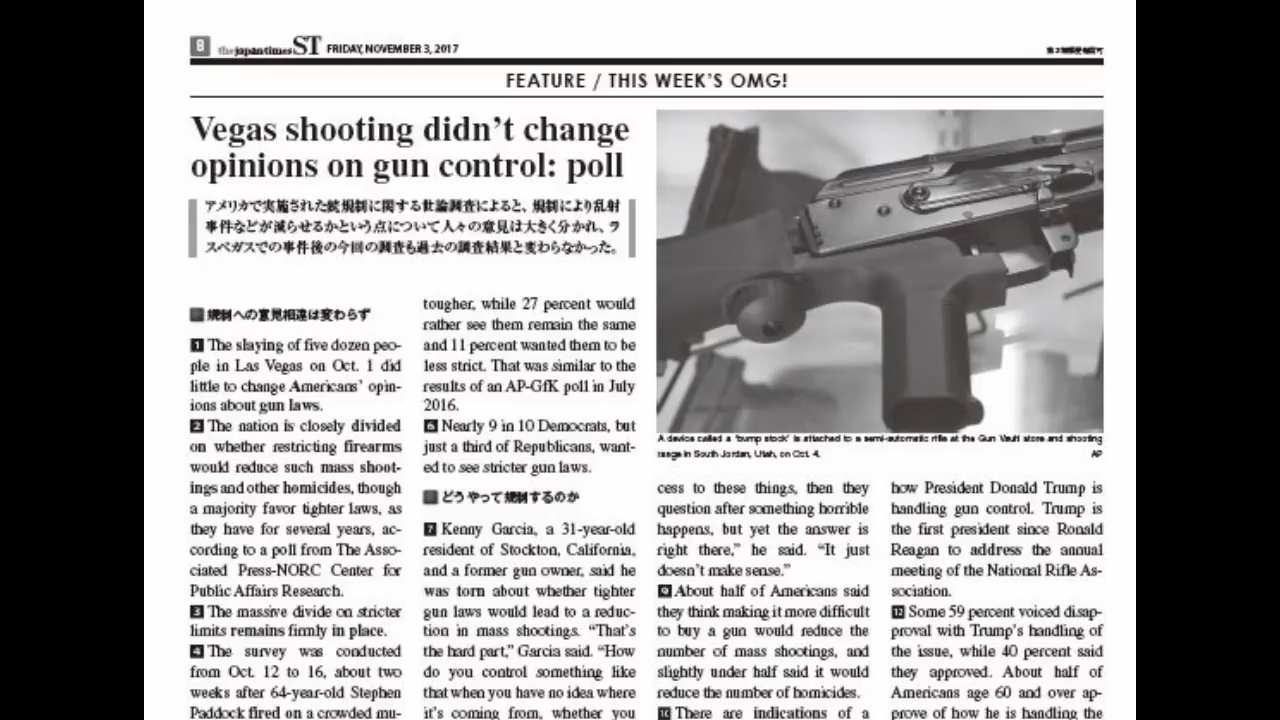 8 the japan times ST FRIDAY, NOVEMBER 3, 2017
FEATURE / THIS WEEK'S OMG!
Vegas shooting didn't change
opinions on gun control: poll
アメリカで実施された銃規制に関する世論調査によると、規制により乱射
事件などが減らせるかという点について人々の意見は大きく分かれ、ラ
スベガスでの事件後の今回の調査も過去の調査結果と変わらなかった。
規制への意見相違は変わらず
1 The slaying of five dozen peo-
ple in Las Vegas on Oct. 1 did
little to change Americans' opin-
ions about gun laws.
2 The nation is closely divided
on whether restricting firearms
would reduce such mass shoot-
ings and other homicides, though
a majority favor tighter laws, as
they have for several years, ac-
cording to a poll from The Asso-
ciated Press-NORC Center for
Public Affairs Research.
3 The massive divide on stricter
limits remains firmly in place.
4 The survey was conducted
from Oct. 12 to 16, about two
weeks after 64-year-old Stephen
Paddock fired on a crowded mu-
tougher, while 27 percent would
rather see them remain the same
and 11 percent wanted them to be
less strict. That was similar to the
results of an AP-GfK poll in July
2016.
6 Nearly 9 in 10 Democrats, but
just a third of Republicans, want-
ed to see stricter gun laws.
どうやって規制するのか
7 Kenny Garcia, a 31-year-old
resident of Stockton, California,
and a former gun owner, said he
was torn about whether tighter
gun laws would lead to a reduc-
tion in mass shootings. "That's
the hard part," Garcia said. "How
do you control something like
that when you have no idea where
it's coming from, whether you
A device called a 'bump stock' is attached to a semi-automatic rifle at the Gun Vault store and shooting
range in South Jordan, Utah, on Oct. 4. AP
cess to these things, then they
question after something horrible
happens, but yet the answer is
right there," he said. "It just
doesn't make sense."
9 About half of Americans said
they think making it more difficult
to buy a gun would reduce the
number of mass shootings, and
slightly under half said it would
reduce the number of homicides.
10 There are indications of a
how President Donald Trump is
handling gun control. Trump is
the first president since Ronald
Reagan to address the annual
meeting of the National Rifle As-
sociation.
12 Some 59 percent voiced disap-
proval with Trump's handling of
the issue, while 40 percent said
they approved. About half of
Americans age 60 and over ap-
prove of how he is handling the